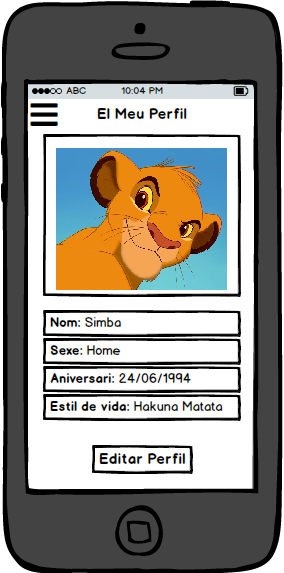 ABC 10:04 PM
El Meu Perfil
Nom: Simba
Sexe: Home
Aniversari: 24/06/1994
Estil de vida: Hakuna Matata
Editar Perfil